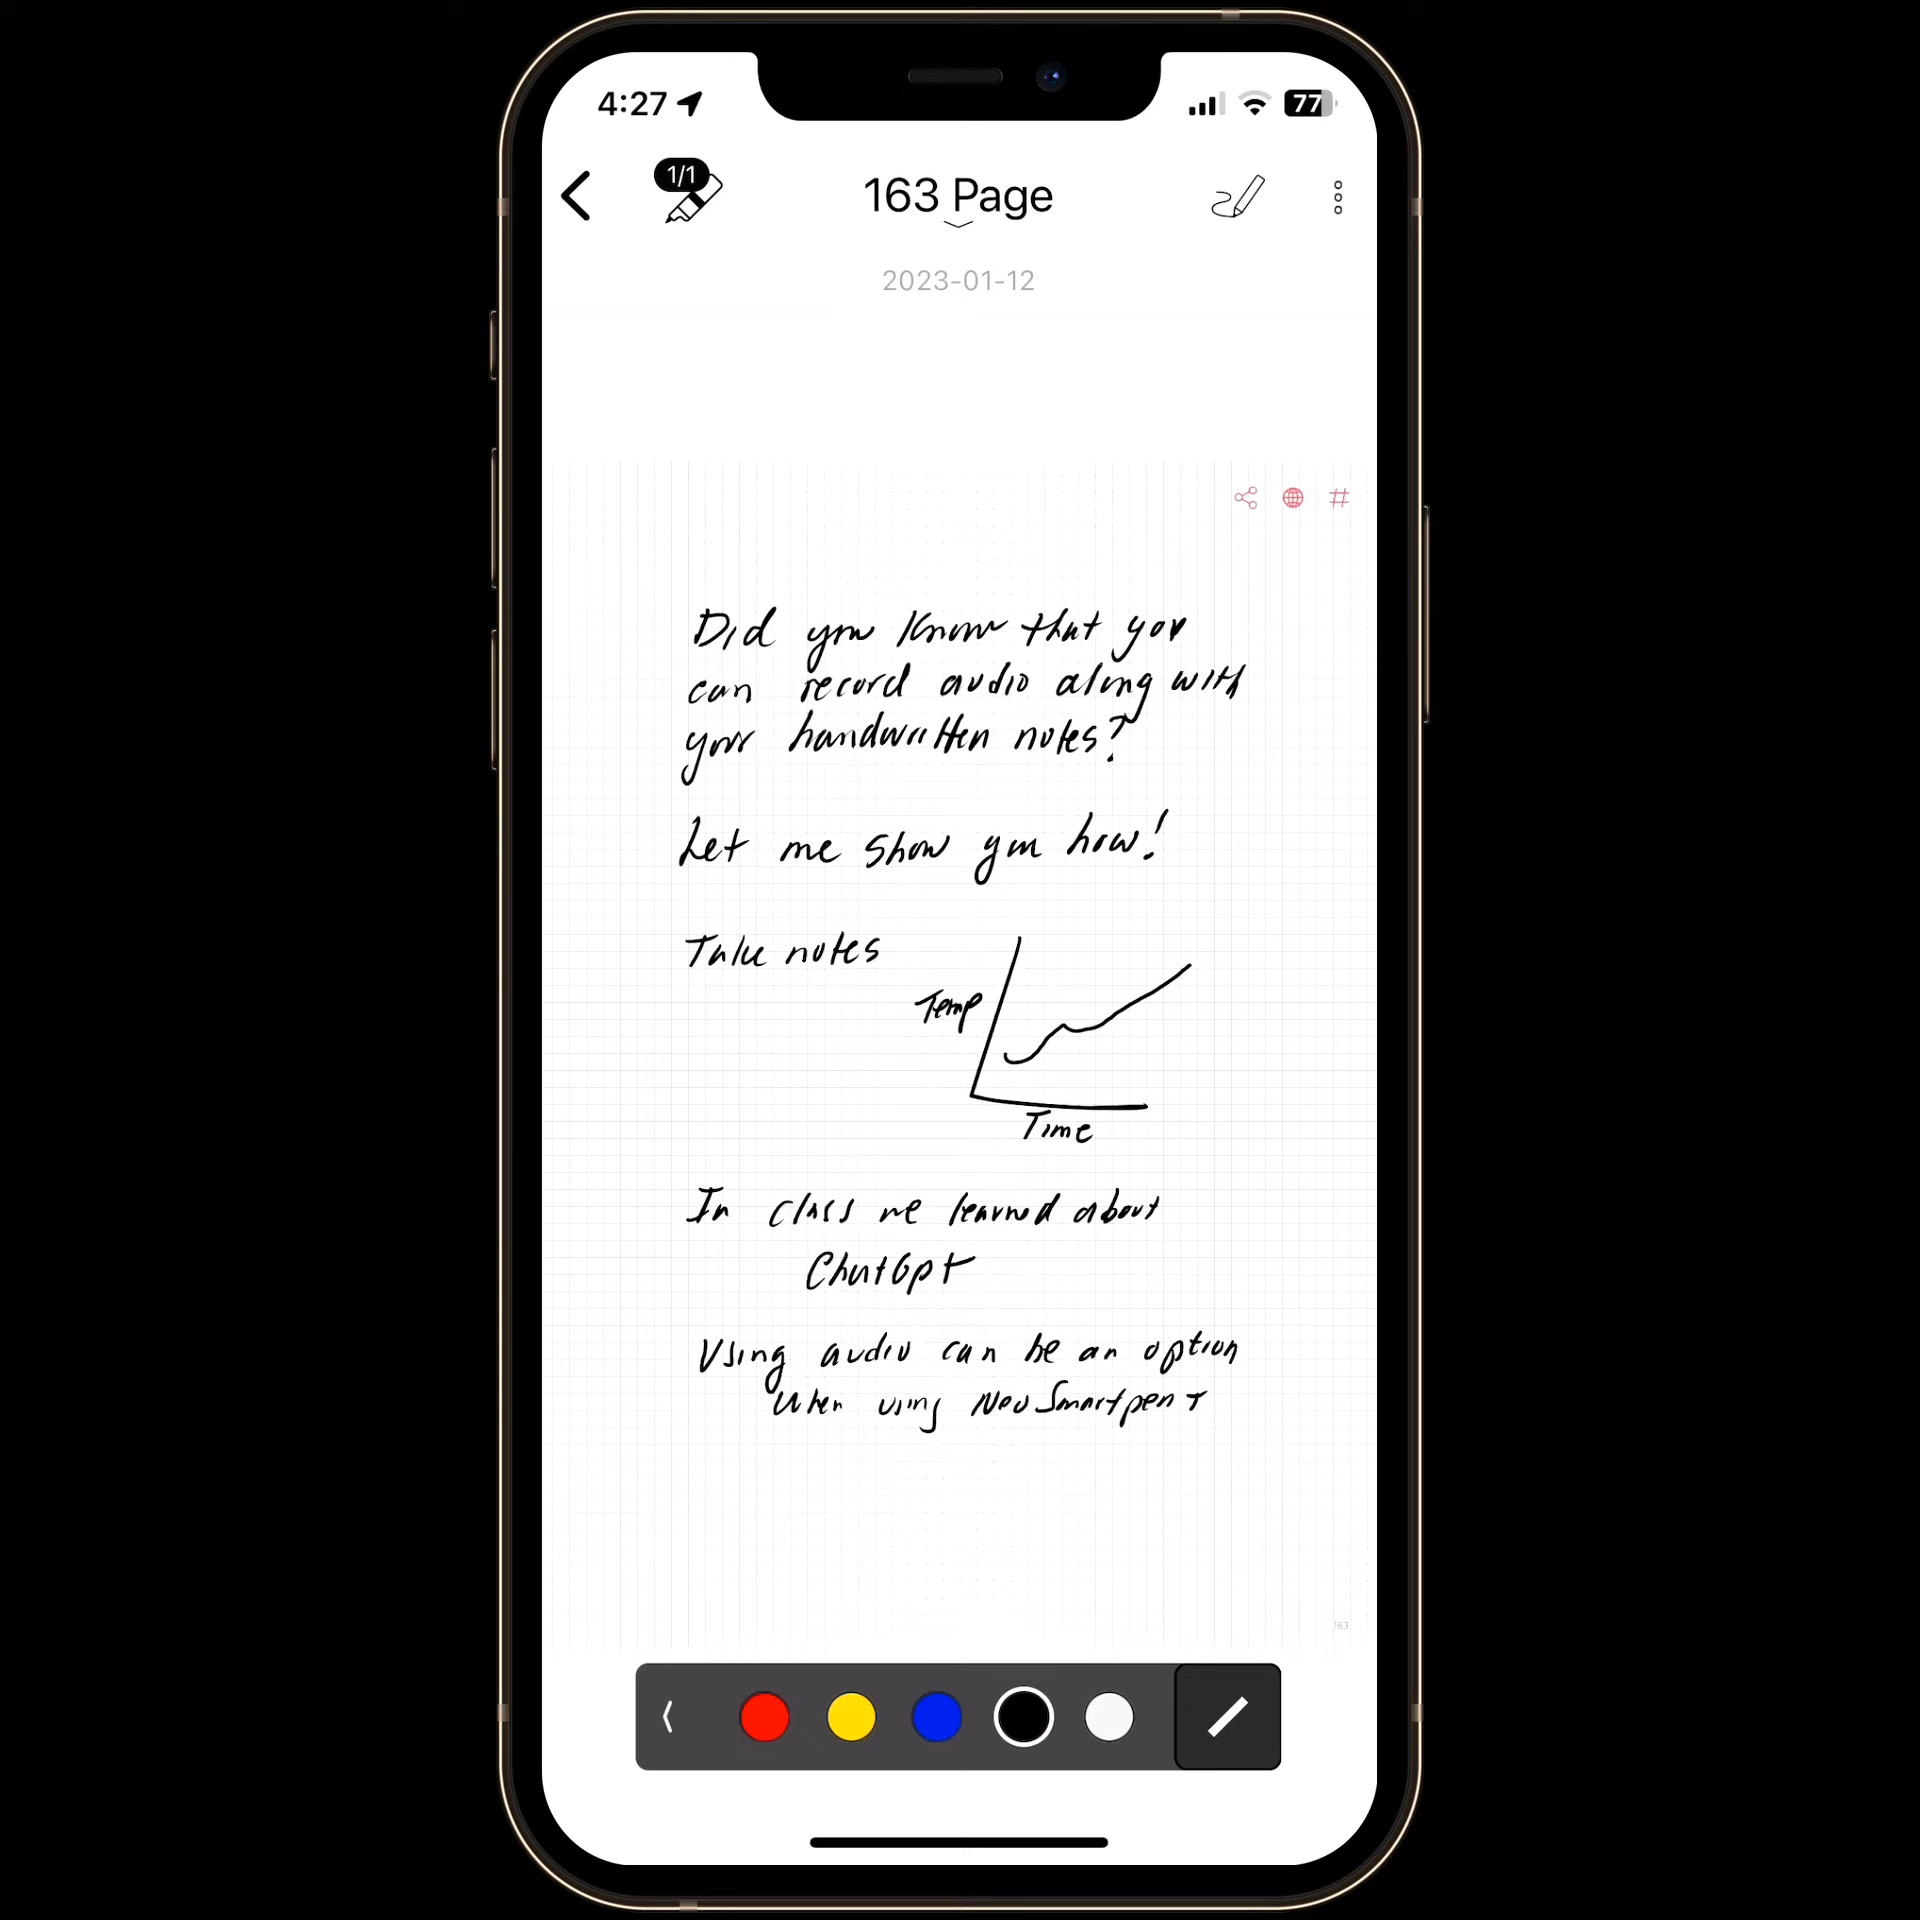 4:27
77
1/1
163 Page
2023-01-12
Did you know that you
can record audio along with
your handwritten notes?
Let me show you how!
Take notes
Temp
Time
In class we learned about
ChatGpt
Using audio can be an option
when using Neo Smartpen
163